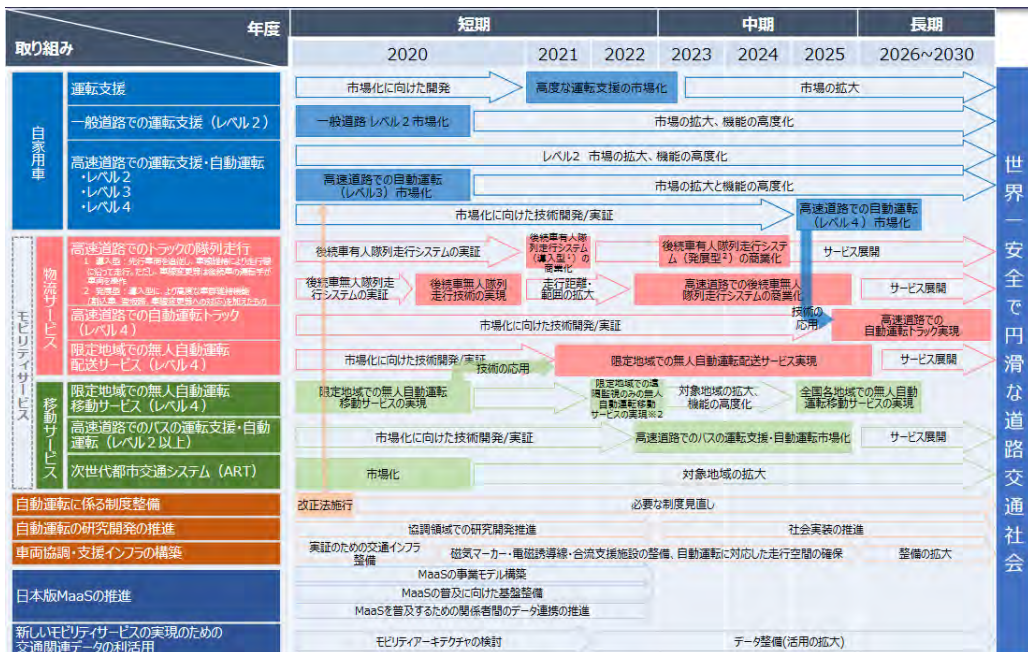 年度
取り組み
短期
中期
長期
2020
2021
2022
2023
2024
2025
2026~2030
自家用車
運転支援
市場化に向けた開発
高度な運転支援の市場化
市場の拡大
一般道路での運転支援(レベル2)
一般道路レベル2市場化
市場の拡大、機能の高度化
高速道路での運転支援・自動運転
・レベル2
・レベル3
・レベル4
レベル2 市場の拡大、機能の高度化
高速道路での自動運転
(レベル3)市場化
市場の拡大と機能の高度化
市場化に向けた技術開発/実証
高速道路での自動運転
(レベル4)市場化
モビリティサービス
物流サービス
高速道路でのトラックの隊列走行
後続車有人隊列走行システムの実証
後続車有人隊
列走行システム
(導入型¹)の商
業化
後続車有人隊列走行システ
ム(発展型²)の商業化
サービス展開
後続車無人隊列走
行システムの実証
後続車無人隊列
走行技術の実現
走行距離・
範囲の拡大
高速道路での後続車無人
隊列走行システムの商業化
サービス展開
高速道路での自動運転トラック
(レベル4)
市場化に向けた技術開発/実証
技術の
応用
高速道路での
自動運転トラック実現
限定地域での無人自動運転
配送サービス(レベル4)
市場化に向けた技術開発/実証
技術の応用
限定地域での無人自動運転配送サービス実現
サービス展開
移動サービス
限定地域での無人自動運転
移動サービス(レベル4)
限定地域での無人自動運転
移動サービスの実現
限定地域での遠
隔監視のみの無人
自動運転移動
サービスの実現※2
対象地域の拡大、
機能の高度化
全国各地域での無人自動
運転移動サービスの実現
高速道路でのバスの運転支援・自動
運転(レベル2以上)
市場化に向けた技術開発/実証
高速道路でのバスの運転支援・自動運転市場化
サービス展開
次世代都市交通システム(ART)
市場化
対象地域の拡大
自動運転に係る制度整備
改正法施行
必要な制度見直し
自動運転の研究開発の推進
協調領域での研究開発推進
社会実装の推進
車両協調・支援インフラの構築
実証のための交通インフラ
整備
磁気マーカー・電磁誘導線・合流支援施設の整備、自動運転に対応した走行空間の確保
整備の拡大
日本版MaaSの推進
MaaSの事業モデル構築
MaaSの普及に向けた基盤整備
MaaSを普及するための関係者間のデータ連携の推進
新しいモビリティサービスの実現のための
交通関連データの利活用
モビリティアーキテクチャの検討
データ整備(活用の拡大)
世界一安全で円滑な道路交通社会